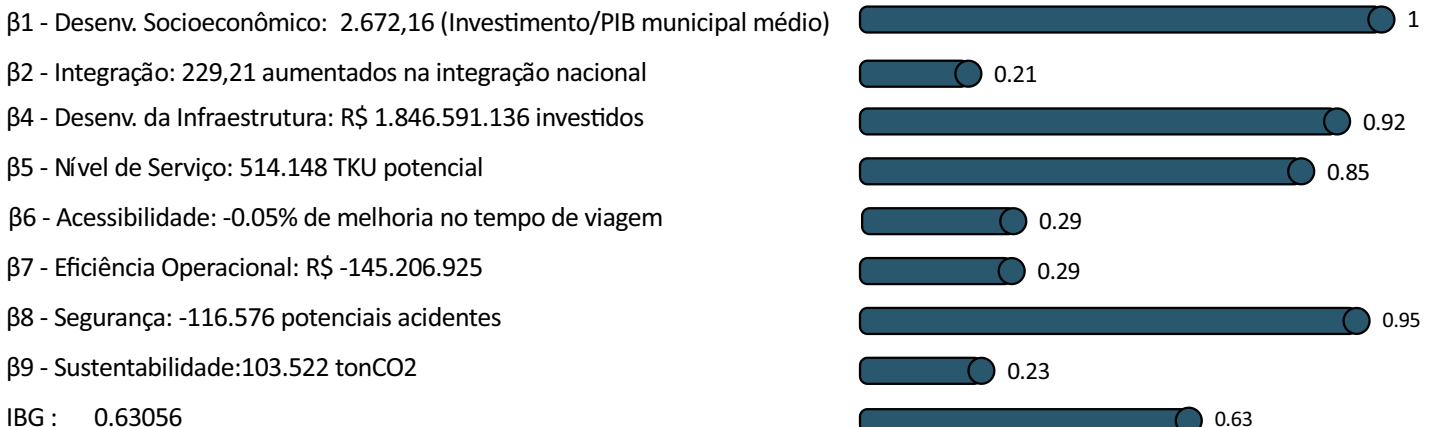 β1 - Desenv. Socioeconômico: 2.672,16 (Investimento/PIB municipal médio) 1
β2 - Integração: 229,21 aumentados na integração nacional 0.21
β4 - Desenv. da Infraestrutura: R$ 1.846.591.136 investidos 0.92
β5 - Nível de Serviço: 514.148 TKU potencial 0.85
β6 - Acessibilidade: -0.05% de melhoria no tempo de viagem 0.29
β7 - Eficiência Operacional: R$ -145.206.925 0.29
β8 - Segurança: -116.576 potenciais acidentes 0.95
β9 - Sustentabilidade:103.522 tonCO2 0.23
IBG : 0.63056 0.63